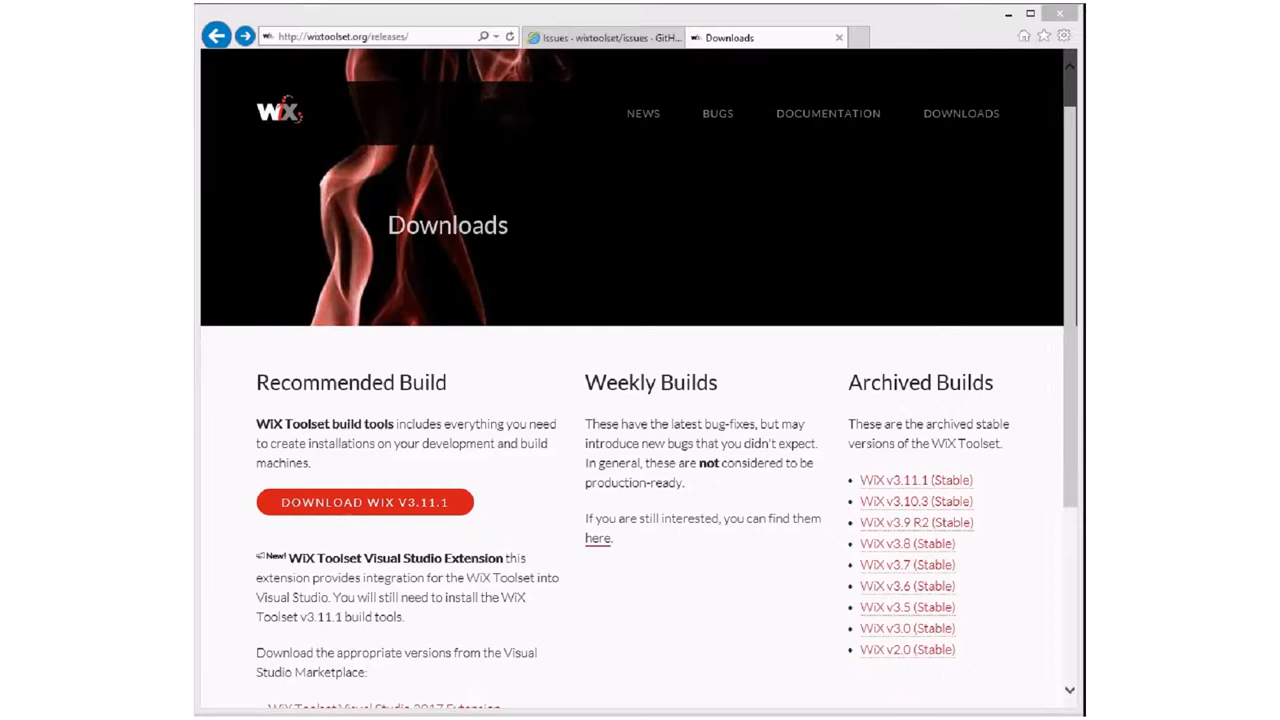 http://wixtoolset.org/releases/
Issues - wixtoolset/issues - GitH...
Downloads
WiX
NEWS
BUGS
DOCUMENTATION
DOWNLOADS
Downloads
Recommended Build
WiX Toolset build tools includes everything you need
to create installations on your development and build
machines.
DOWNLOAD WIX V3.11.1
New! WiX Toolset Visual Studio Extension this
extension provides integration for the WiX Toolset into
Visual Studio. You will still need to install the WiX
Toolset v3.11.1 build tools.
Download the appropriate versions from the Visual
Studio Marketplace:
WiX Toolset Visual Studio 2017 Extension
Weekly Builds
These have the latest bug-fixes, but may
introduce new bugs that you didn't expect.
In general, these are not considered to be
production-ready.
If you are still interested, you can find them
here.
Archived Builds
These are the archived stable
versions of the WiX Toolset.
WiX v3.11.1 (Stable)
WiX v3.10.3 (Stable)
WiX v3.9 R2 (Stable)
WiX v3.8 (Stable)
WiX v3.7 (Stable)
WiX v3.6 (Stable)
WiX v3.5 (Stable)
WiX v3.0 (Stable)
WiX v2.0 (Stable)